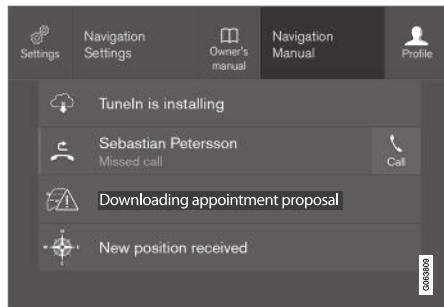 Settings
Navigation
Settings
Owner's
manual
Navigation
Manual
Profile
TuneIn is installing
Sebastian Petersson
Missed call
Call
Downloading appointment proposal
New position received
G063809